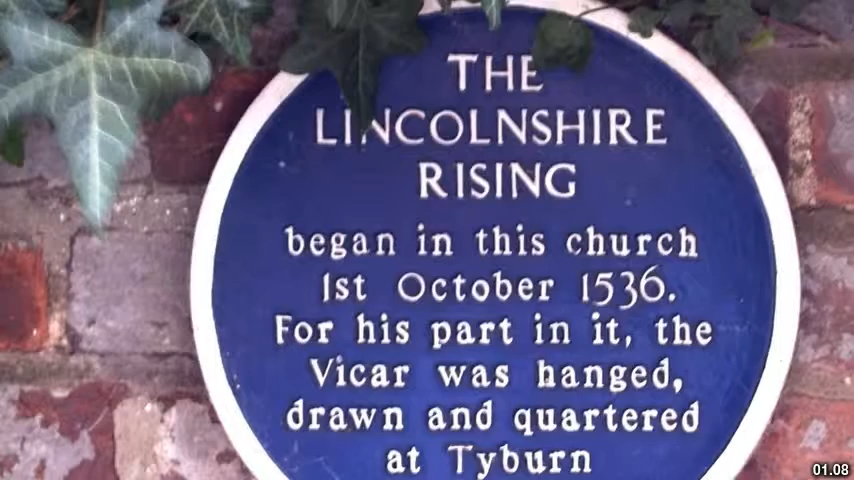 THE
LINCOLNSHIRE
RISING
began in this church
1st October 1536.
For his part in it, the
Vicar was hanged,
drawn and quartered
at Tyburn
01.08